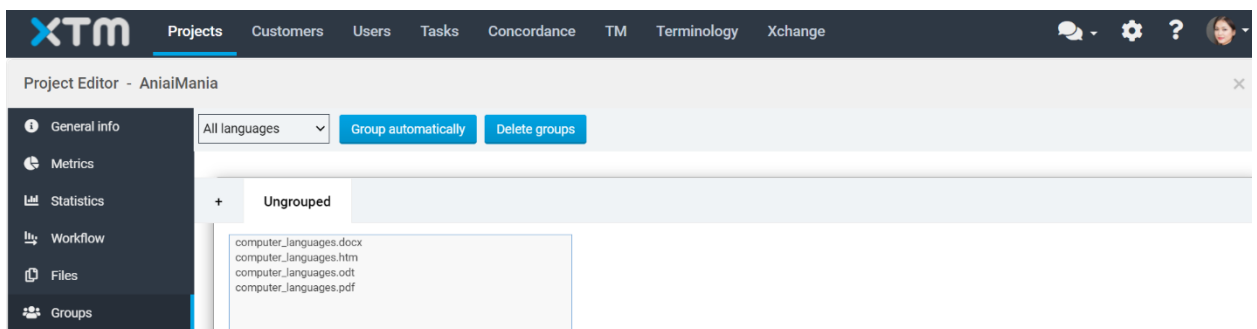 XTM Projects Customers Users Tasks Concordance TM Terminology Xchange ?
Project Editor - AniaiMania ×
General info All languages Group automatically Delete groups
Metrics
Statistics + Ungrouped
Workflow
computer_languages.docx
computer_languages.htm
Files computer_languages.odt
computer_languages.pdf
Groups